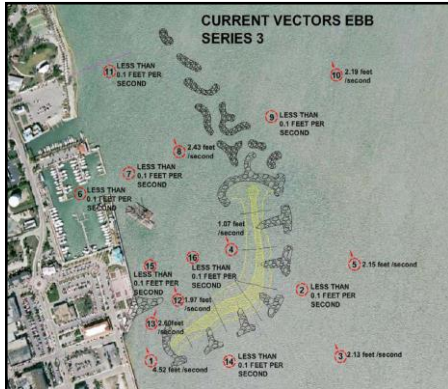 CURRENT VECTORS EBB
SERIES 3
11 LESS THAN
0.1 FEET PER
SECOND
10 2.19 feet
/second
9 LESS THAN
0.1 FEET PER
SECOND
8 2.43 feet
/second
7 LESS THAN
0.1 FEET PER
SECOND
6 LESS THAN
0.1 FEET PER
SECOND
1.07 feet
/second
4
15
LESS THAN
0.1 FEET PER
SECOND
16
LESS THAN
0.1 FEET PER
SECOND
5 2.15 feet
/second
2 LESS THAN
0.1 FEET PER
SECOND
12 1.97 feet
/second
13 2.60feet
/second
1
4.52 feet /second
14 LESS THAN
0.1 FEET PER
SECOND
3 2.13 feet
/second